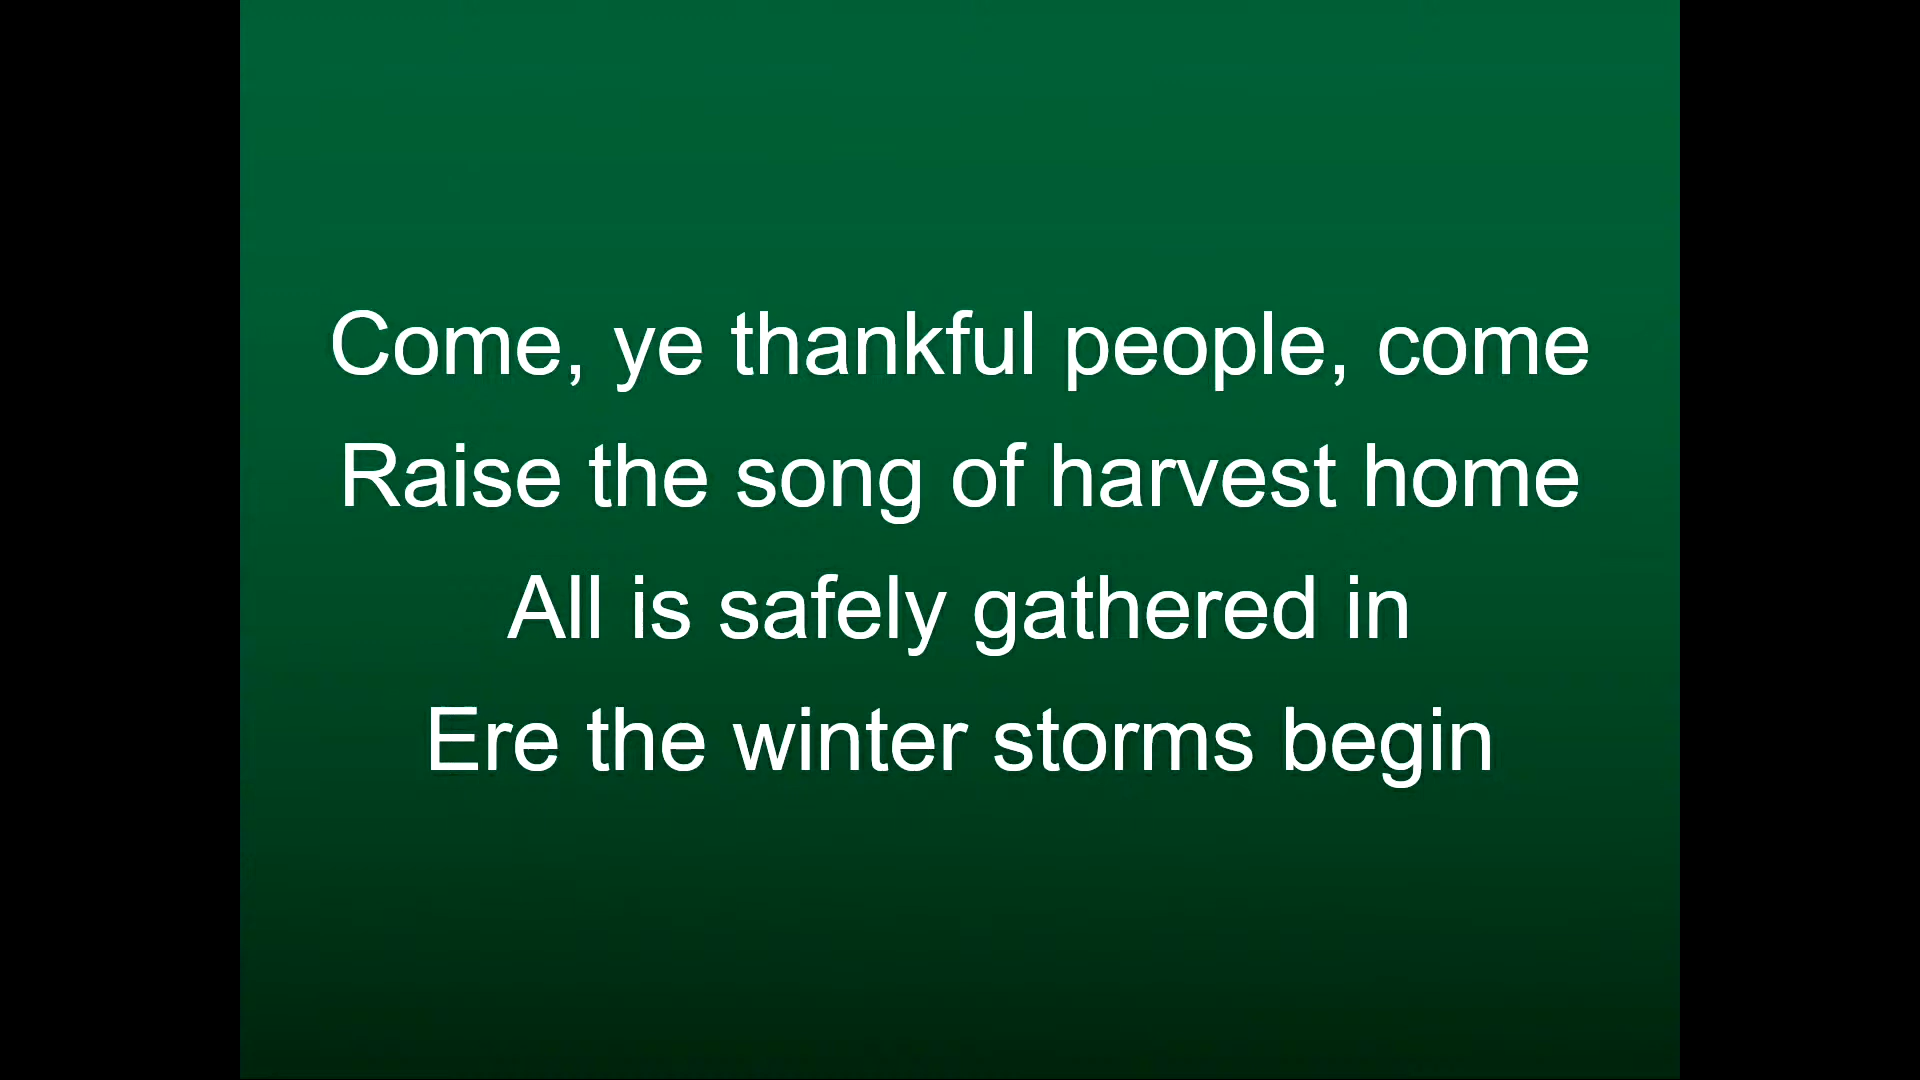 Come, ye thankful people, come
Raise the song of harvest home
All is safely gathered in
Ere the winter storms begin